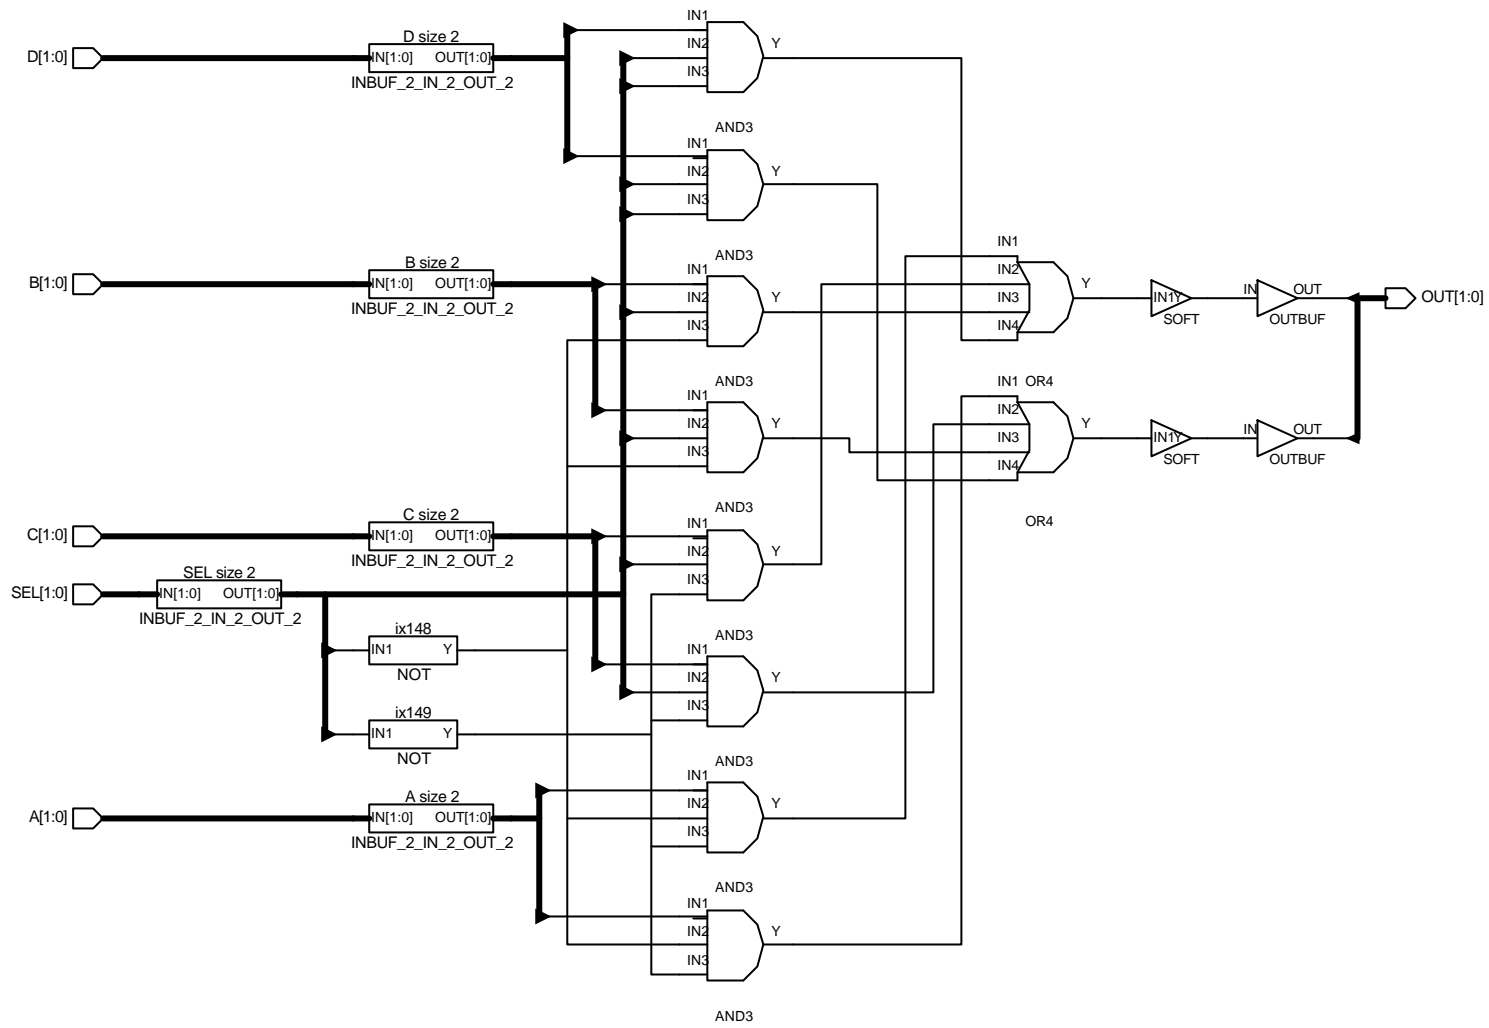 IN1
D size 2
IN2 Y
D[1:0] IN[1:0] OUT[1:0]
IN3
INBUF_2_IN_2_OUT_2
AND3
IN1
IN2 Y
IN3
IN1
AND3
B size 2 IN1 IN2
B[1:0] IN[1:0] OUT[1:0] Y
IN2 Y IN3 IN1Y IN OUT OUT[1:0]
INBUF_2_IN_2_OUT_2 SOFT OUTBUF
IN3 IN4
AND3 IN1 OR4
IN1
IN2
IN2 Y Y
IN3 IN1Y IN OUT
IN3 IN4 SOFT OUTBUF
AND3
C size 2 IN1 OR4
C[1:0] IN[1:0] OUT[1:0]
IN2 Y
INBUF_2_IN_2_OUT_2
SEL size 2 IN3
SEL[1:0] IN[1:0] OUT[1:0]
INBUF_2_IN_2_OUT_2
ix148 AND3
IN1 Y IN1
NOT IN2 Y
IN3
ix149
IN1 Y
NOT AND3
IN1
A size 2 IN2 Y
A[1:0] IN[1:0] OUT[1:0]
IN3
INBUF_2_IN_2_OUT_2
AND3
IN1
IN2 Y
IN3
AND3